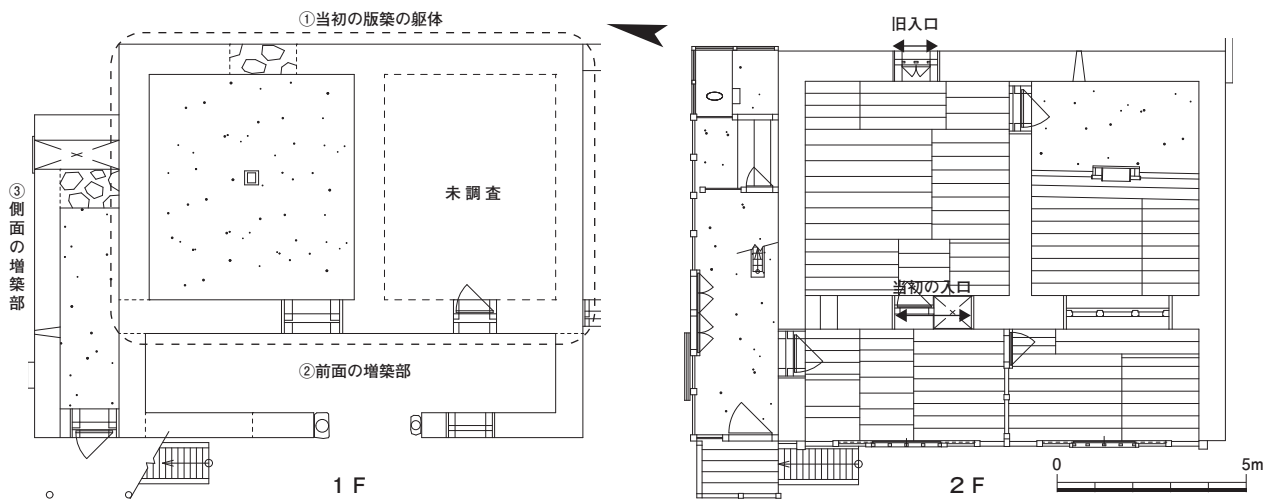 ①当初の版築の躯体
未調査
③側面の増築部
②前面の増築部
1F
旧入口
当初の入口
2F
0
5m